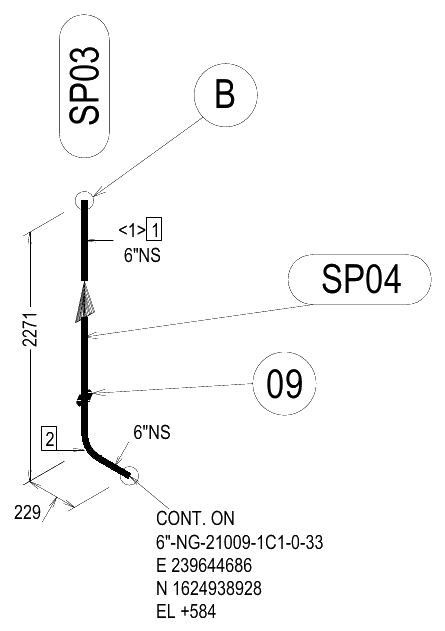 SP03
B
<1> 1
6"NS
SP04
2271
09
2
6"NS
229
CONT. ON
6"-NG-21009-1C1-0-33
E 239644686
N 1624938928
EL +584